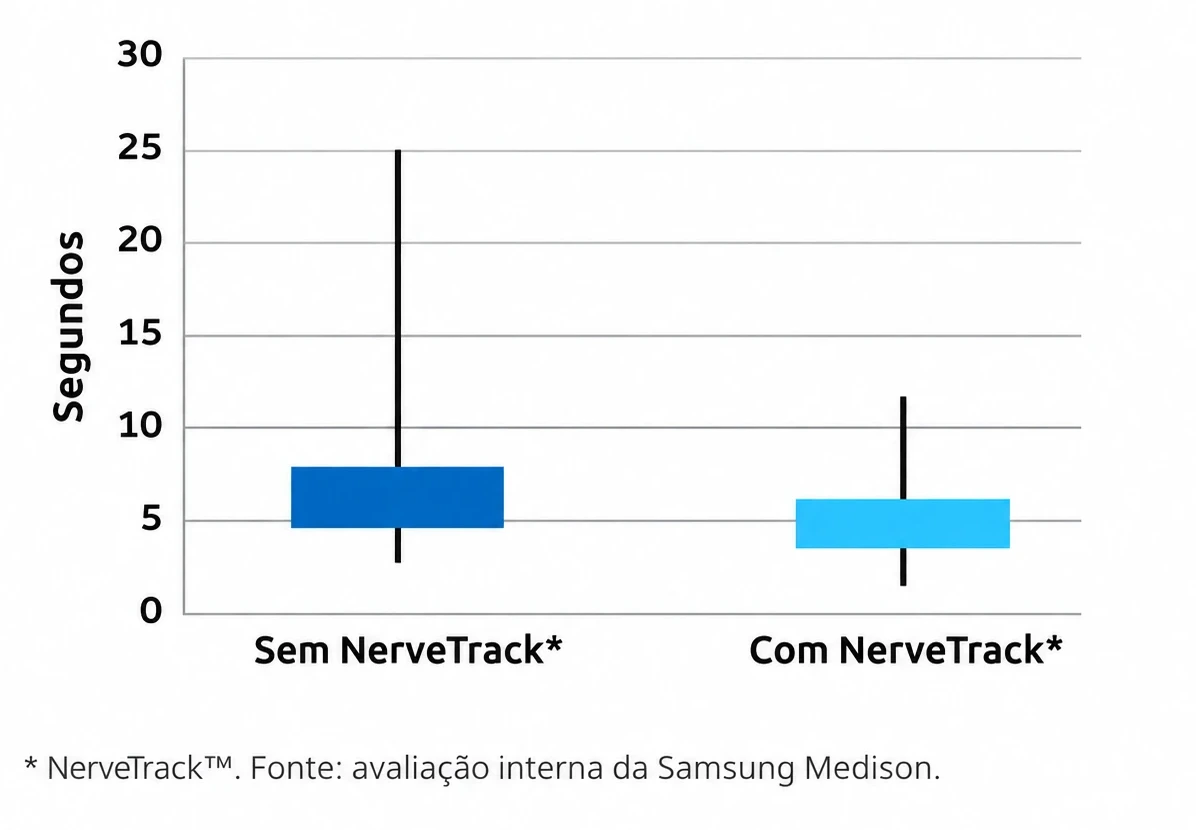 30
25
20
15
10
5
0
Segundos
Sem NerveTrack*
Com NerveTrack*
* NerveTrack™. Fonte: avaliação interna da Samsung Medison.